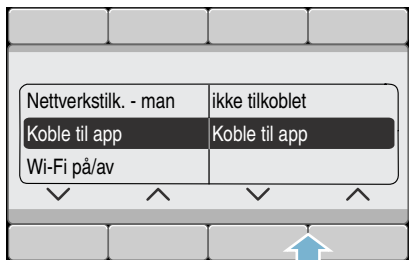 Nettverkstilk. - man ikke tilkoblet
Koble til app Koble til app
Wi-Fi på/av